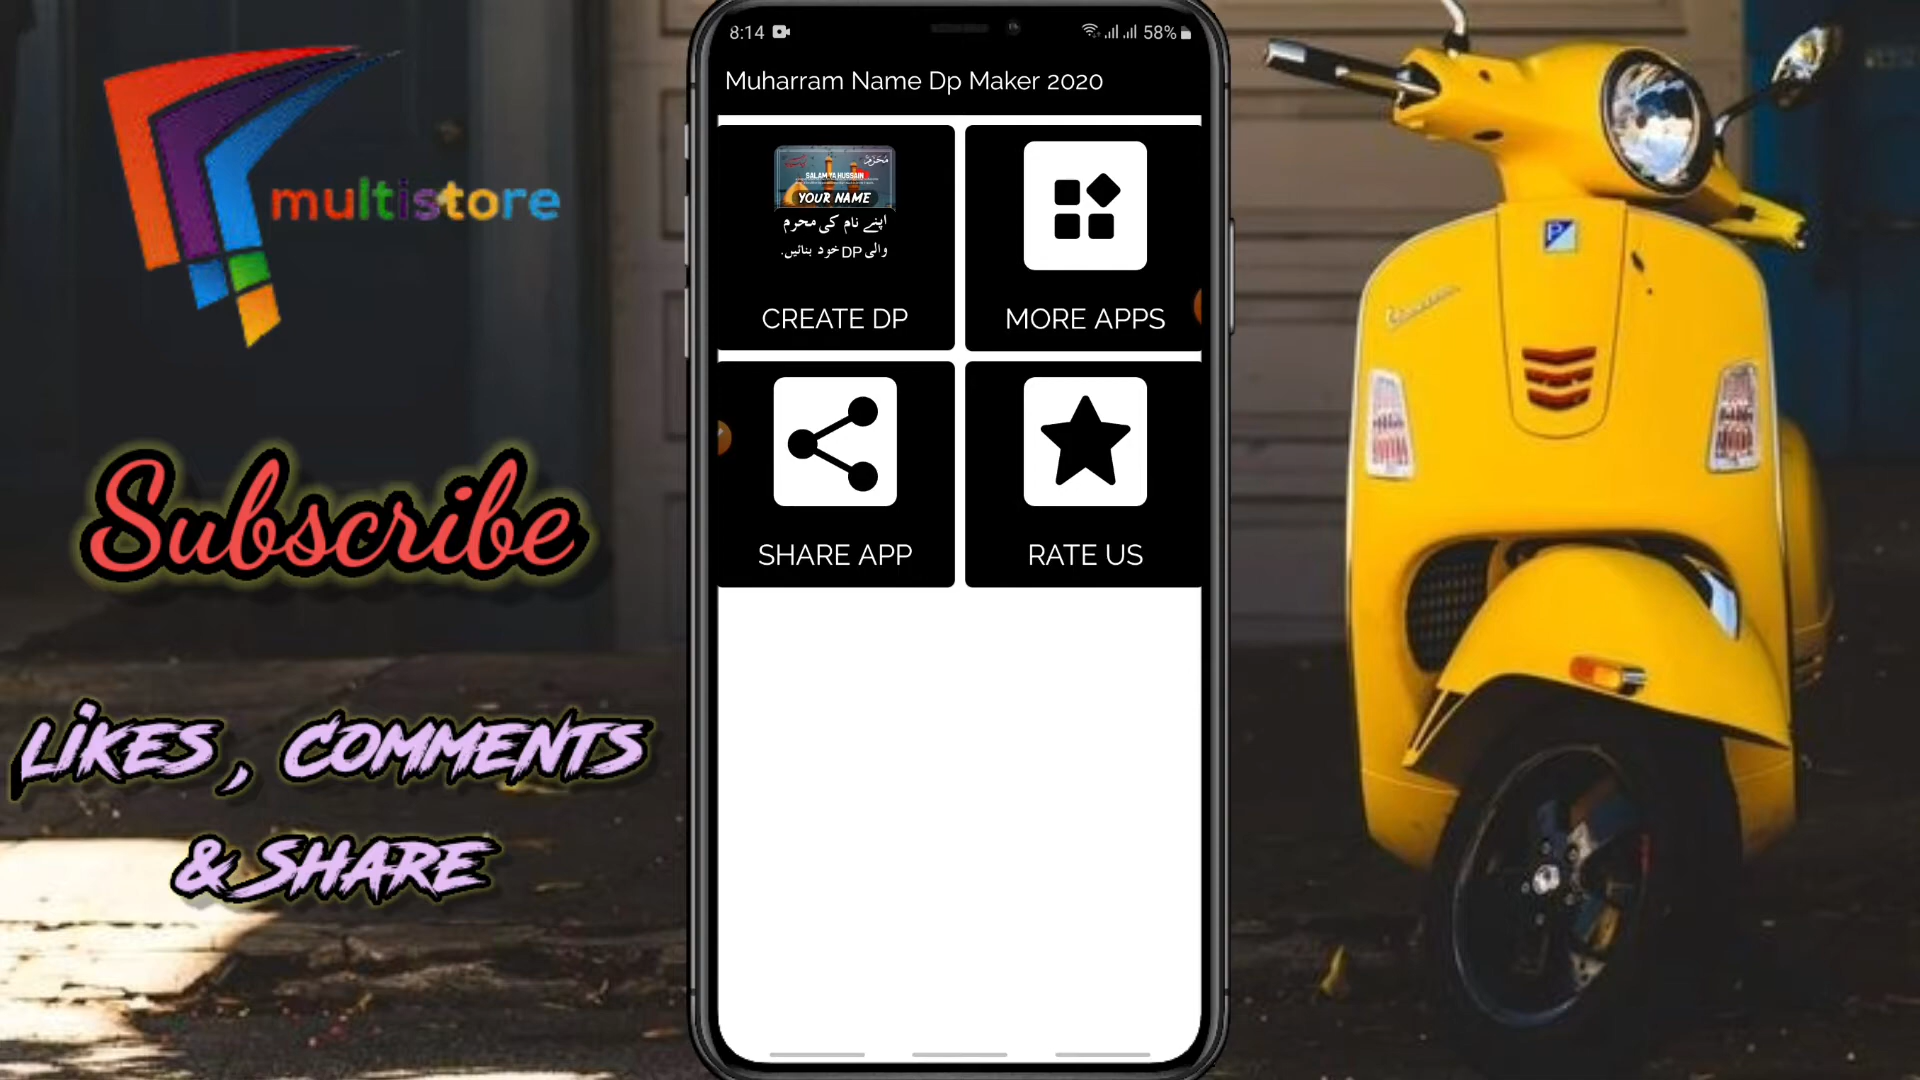 multistore
Subscribe
LIKES, COMMENTS
& SHARE
8:14
58%
Muharram Name Dp Maker 2020
محرم
SALAM YA HUSSAIN
YOUR NAME
اپنے نام کی محرم
والی DP خود بنائیں.
CREATE DP
MORE APPS
SHARE APP
RATE US
P